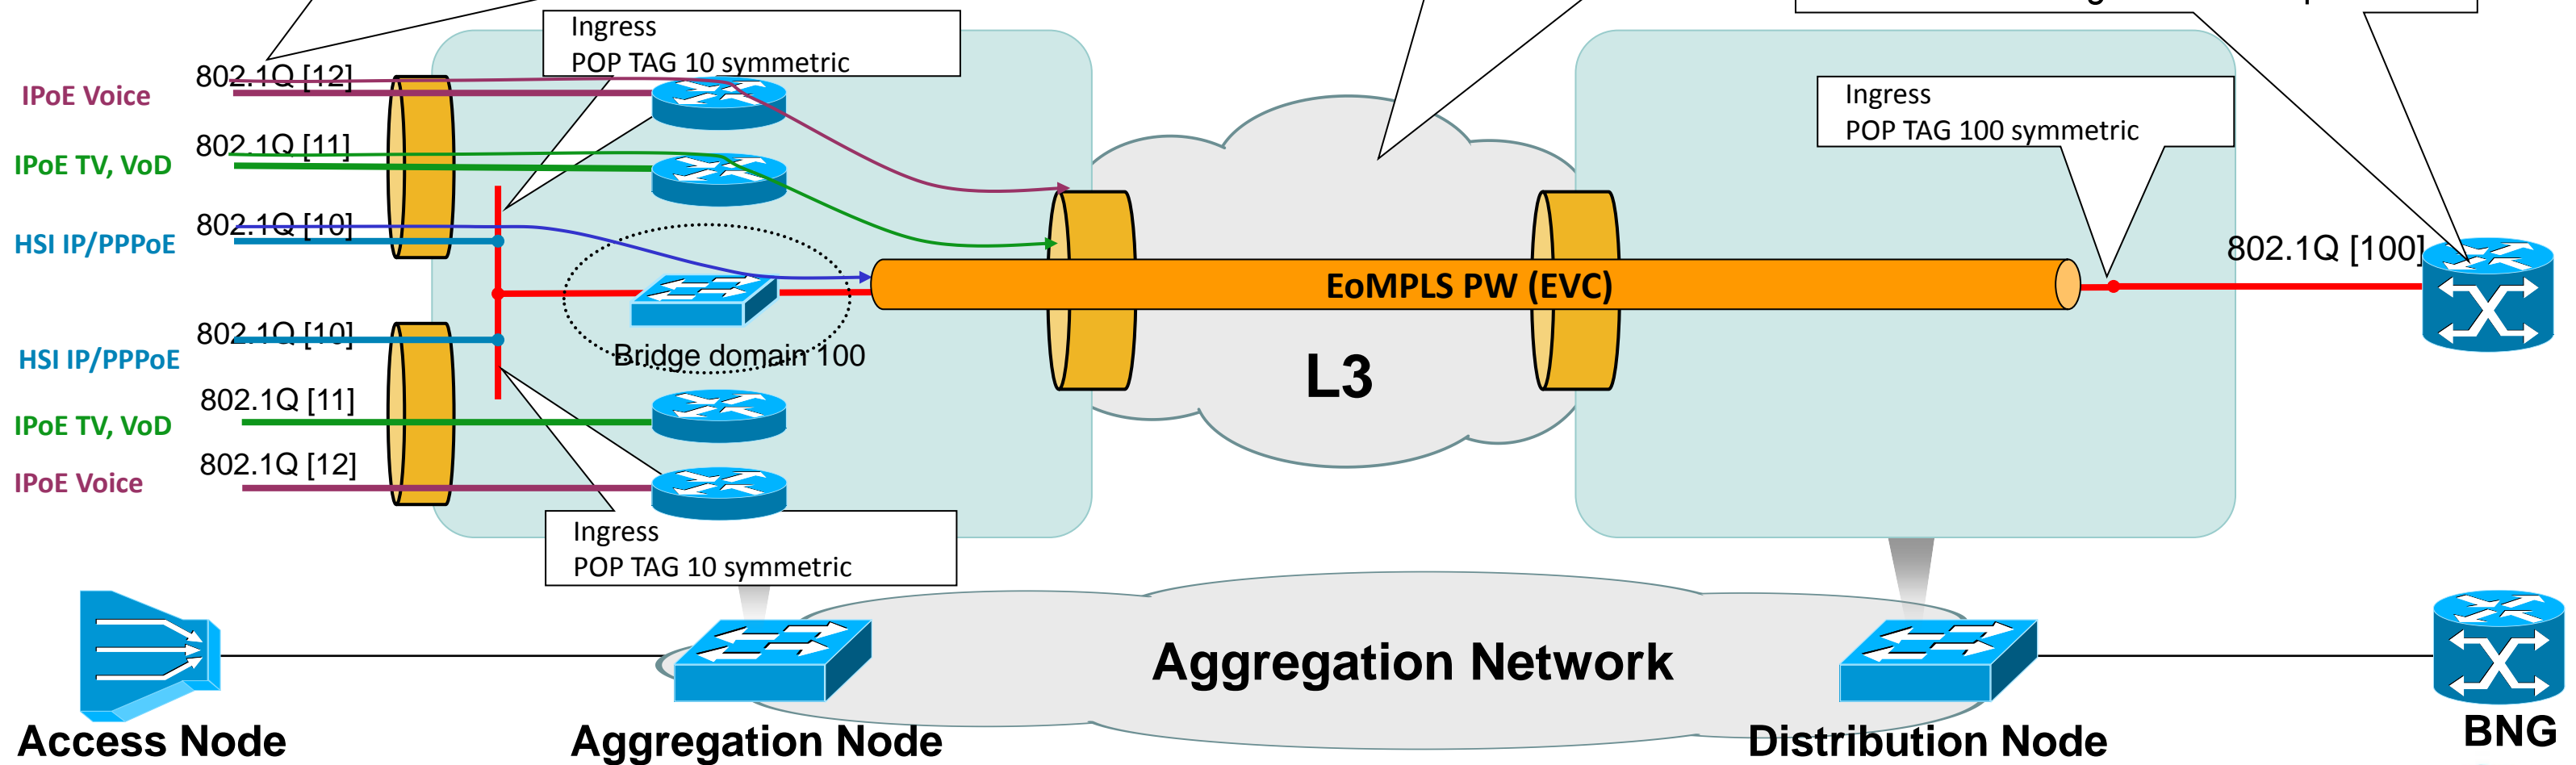 Ingress
POP TAG 10 symmetric
802.1Q [12]
IPoE Voice
802.1Q [11]
IPoE TV, VoD
802.1Q [10]
HSI IP/PPPoE
Ingress
POP TAG 100 symmetric
802.1Q [100]
EoMPLS PW (EVC)
802.1Q [10]
HSI IP/PPPoE
Bridge domain 100
L3
802.1Q [11]
IPoE TV, VoD
802.1Q [12]
IPoE Voice
Ingress
POP TAG 10 symmetric
Aggregation Network
Access Node
Aggregation Node
Distribution Node
BNG